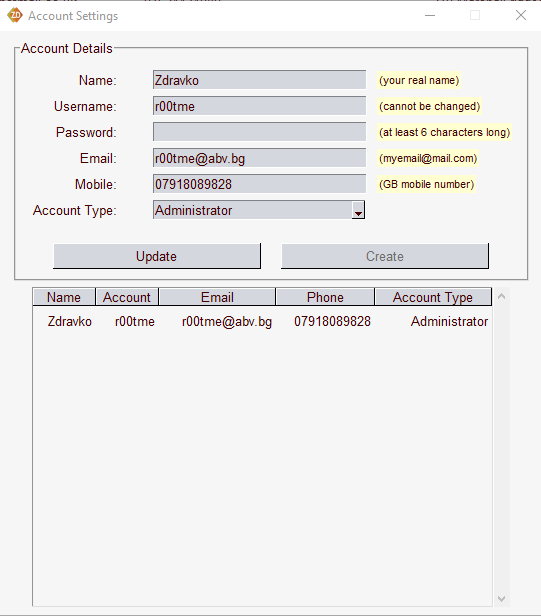 ZD Account Settings
Account Details
Name: Zdravko (your real name)
Username: r00tme (cannot be changed)
Password: (at least 6 characters long)
Email: r00tme@abv.bg (myemail@mail.com)
Mobile: 07918089828 (GB mobile number)
Account Type: Administrator
Update Create
Name Account Email Phone Account Type
Zdravko r00tme r00tme@abv.bg 07918089828 Administrator